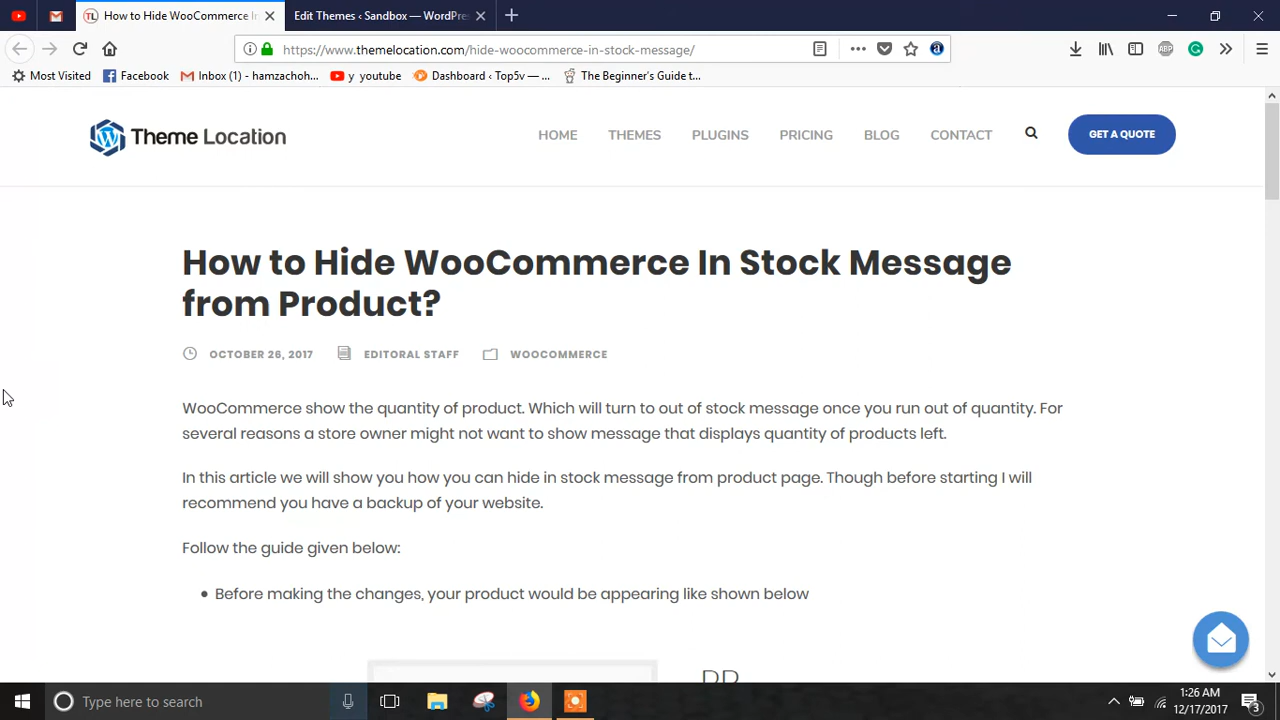 How to Hide WooCommerce In
Edit Themes ‹ Sandbox — WordPre
https://www.themelocation.com/hide-woocommerce-in-stock-message/
Most Visited
Facebook
Inbox (1) - hamzachoh...
y youtube
Dashboard ‹ Top5v — ...
The Beginner's Guide t...
Theme Location
HOME
THEMES
PLUGINS
PRICING
BLOG
CONTACT
GET A QUOTE
How to Hide WooCommerce In Stock Message
from Product?
OCTOBER 26, 2017
EDITORAL STAFF
WOOCOMMERCE
WooCommerce show the quantity of product. Which will turn to out of stock message once you run out of quantity. For
several reasons a store owner might not want to show message that displays quantity of products left.
In this article we will show you how you can hide in stock message from product page. Though before starting I will
recommend you have a backup of your website.
Follow the guide given below:
Before making the changes, your product would be appearing like shown below
Type here to search
1:26 AM
12/17/2017
3